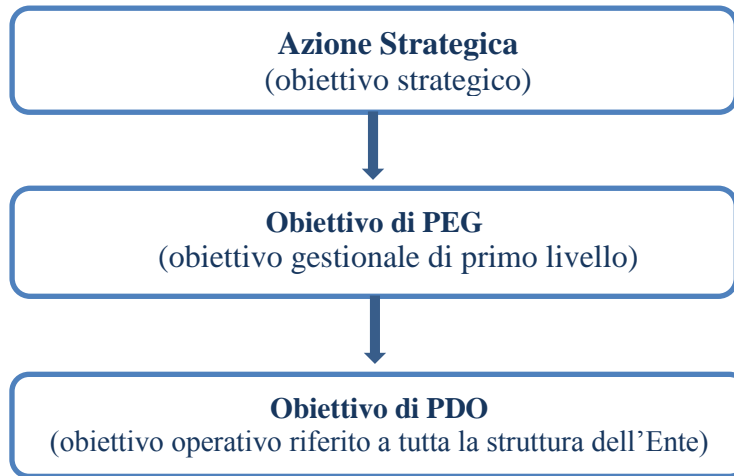 Azione Strategica
(obiettivo strategico)
Obiettivo di PEG
(obiettivo gestionale di primo livello)
Obiettivo di PDO
(obiettivo operativo riferito a tutta la struttura dell’Ente)